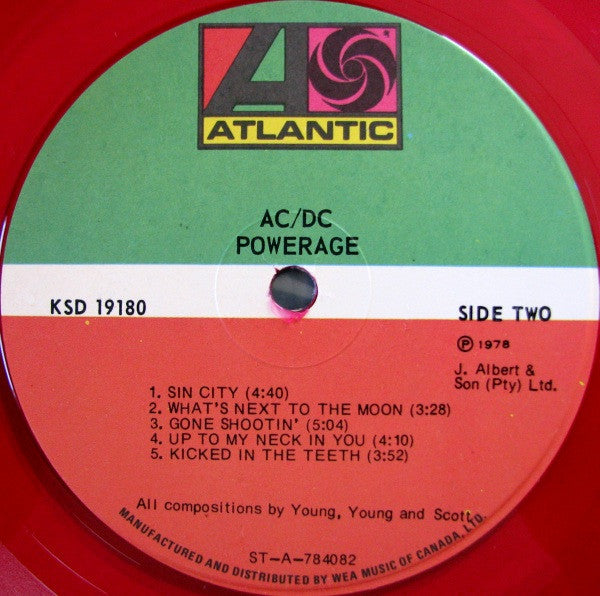 ATLANTIC
AC/DC
POWERAGE
KSD 19180
SIDE TWO
℗ 1978
J. Albert &
Son (Pty) Ltd.
1. SIN CITY (4:40)
2. WHAT'S NEXT TO THE MOON (3:28)
3. GONE SHOOTIN' (5:04)
4. UP TO MY NECK IN YOU (4:10)
5. KICKED IN THE TEETH (3:52)
All compositions by Young, Young and Scott
ST-A-784082
MANUFACTURED AND DISTRIBUTED BY WEA MUSIC OF CANADA, LTD.